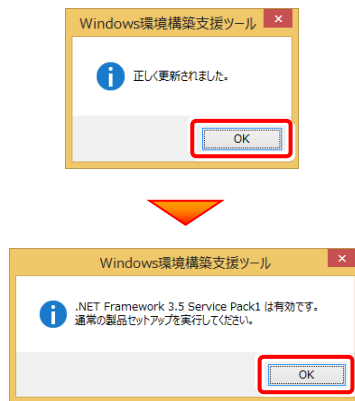 Windows環境構築支援ツール
正しく更新されました。
OK
Windows環境構築支援ツール
.NET Framework 3.5 Service Pack1 は有効です。
通常の製品セットアップを実行してください。
OK